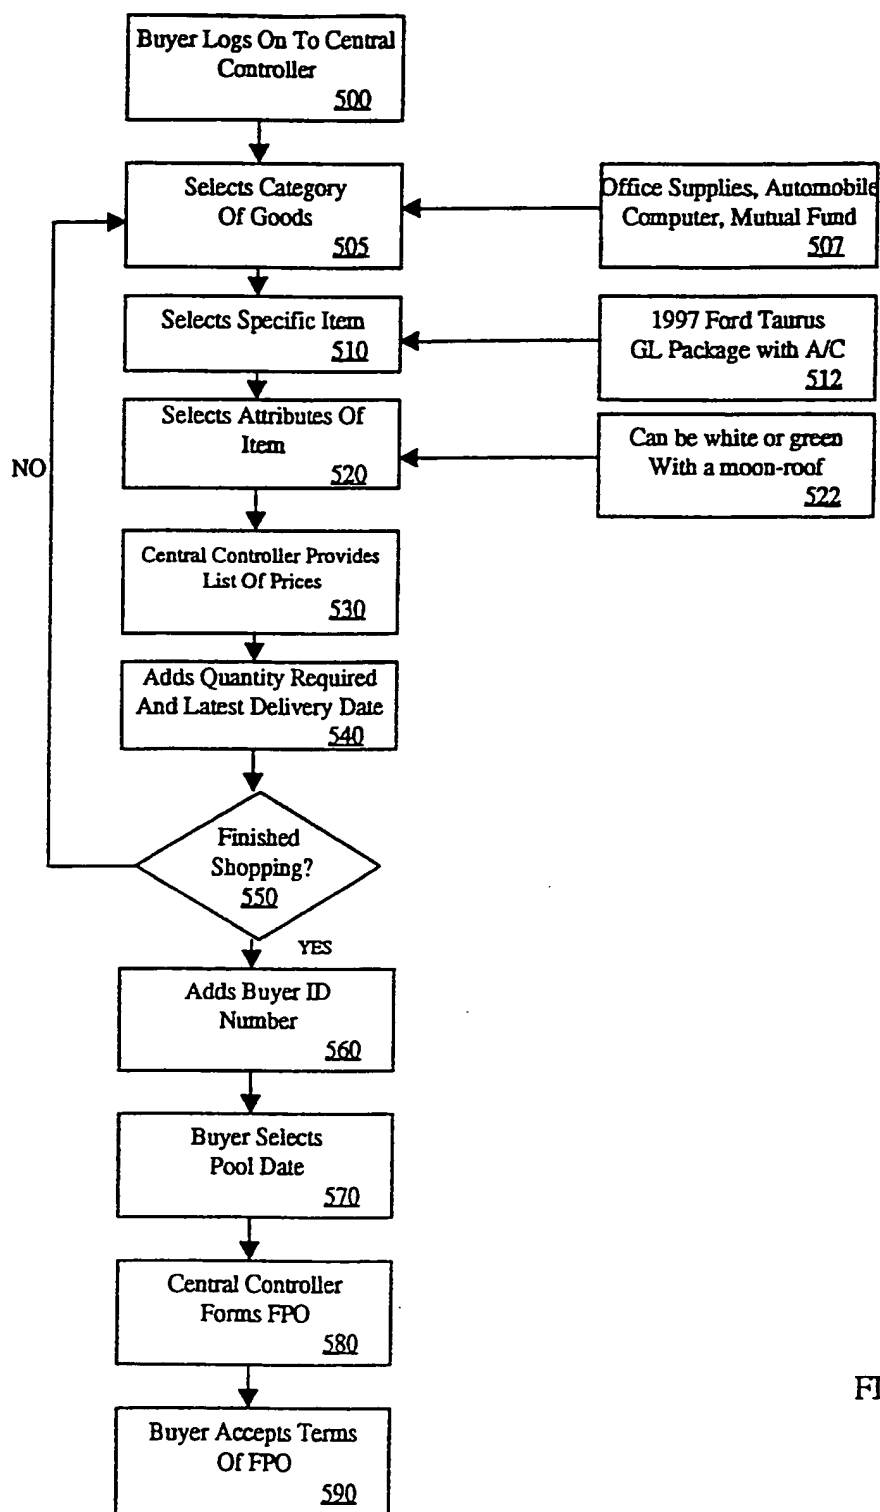 Buyer Logs On To Central
Controller
500
Selects Category
Of Goods
505
Office Supplies, Automobile
Computer, Mutual Fund
507
Selects Specific Item
510
1997 Ford Taurus
GL Package with A/C
512
Selects Attributes Of
Item
520
Can be white or green
With a moon-roof
522
NO
Central Controller Provides
List Of Prices
530
Adds Quantity Required
And Latest Delivery Date
540
Finished
Shopping?
550
YES
Adds Buyer ID
Number
560
Buyer Selects
Pool Date
570
Central Controller
Forms FPO
580
Buyer Accepts Terms
Of FPO
590